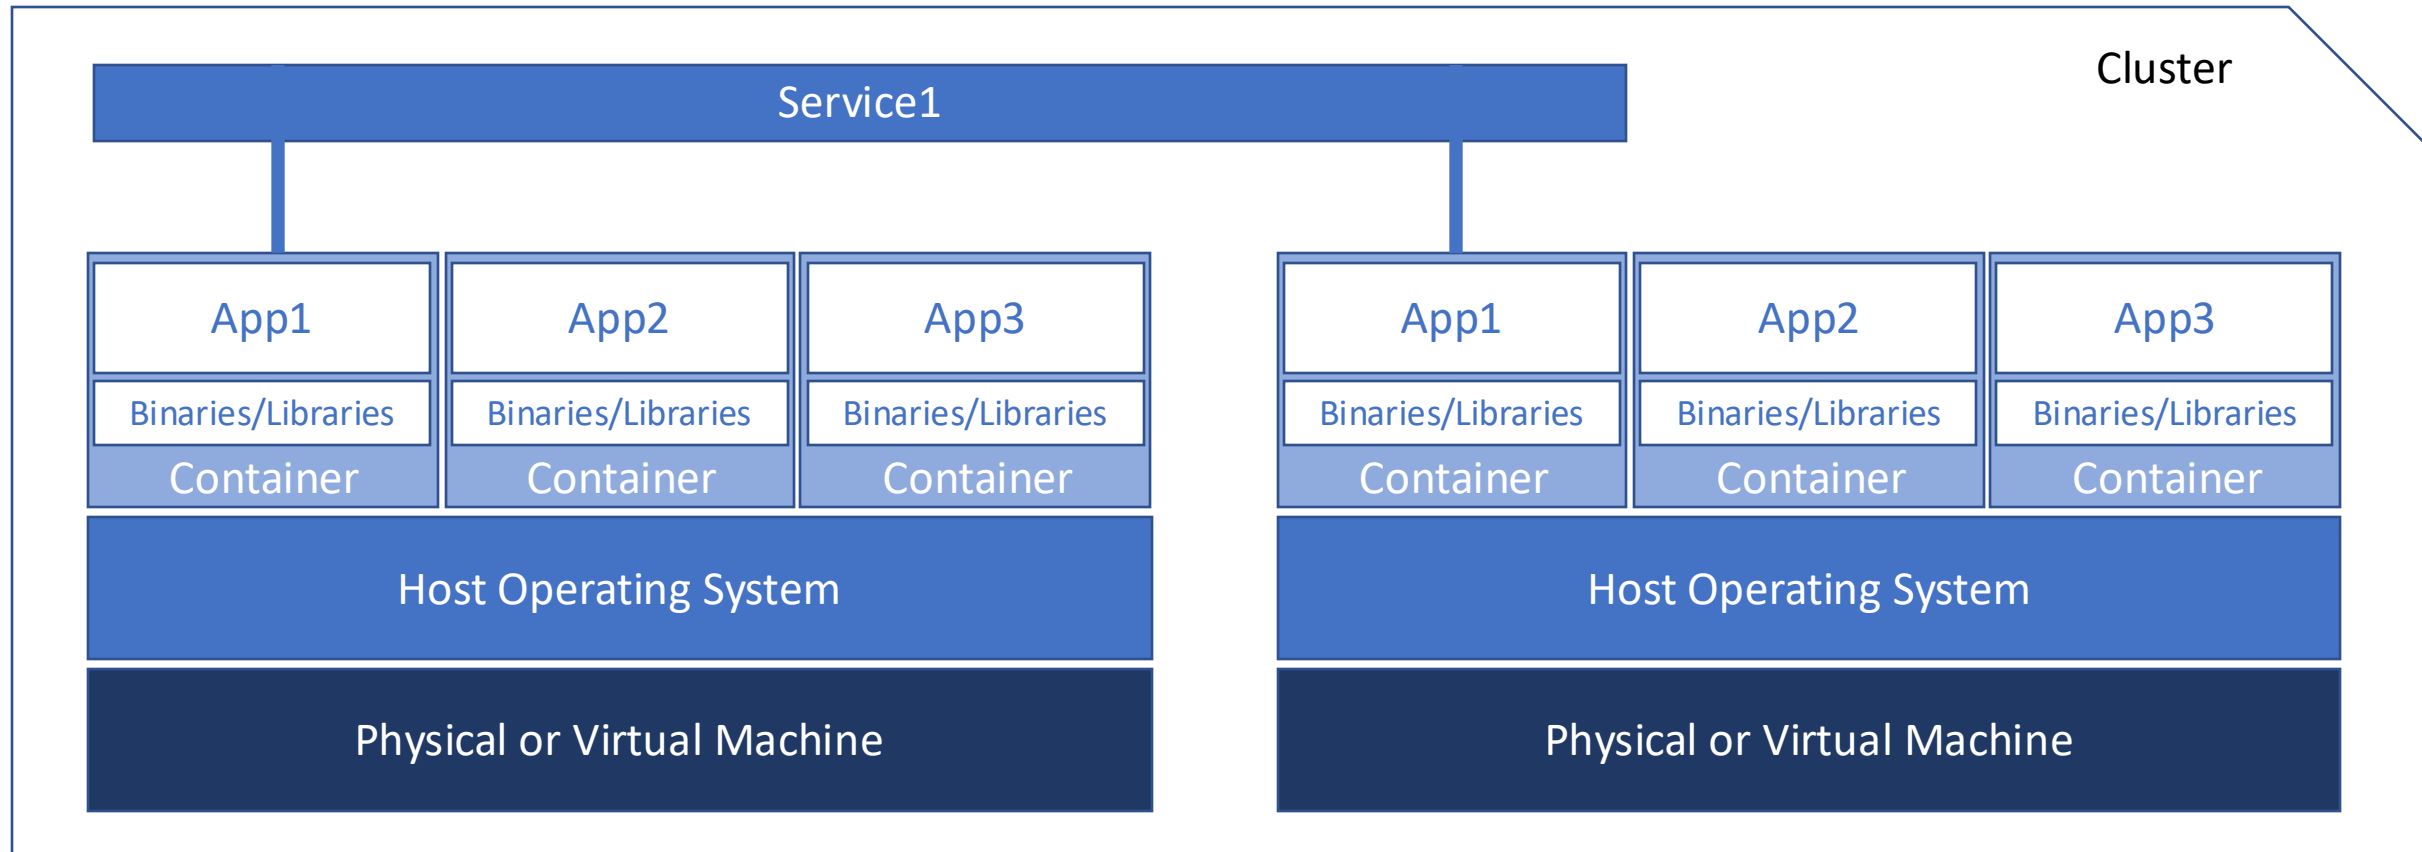 Cluster
Service1
App1
App2
App3
App1
App2
App3
Binaries/Libraries
Binaries/Libraries
Binaries/Libraries
Binaries/Libraries
Binaries/Libraries
Binaries/Libraries
Container
Container
Container
Container
Container
Container
Host Operating System
Host Operating System
Physical or Virtual Machine
Physical or Virtual Machine